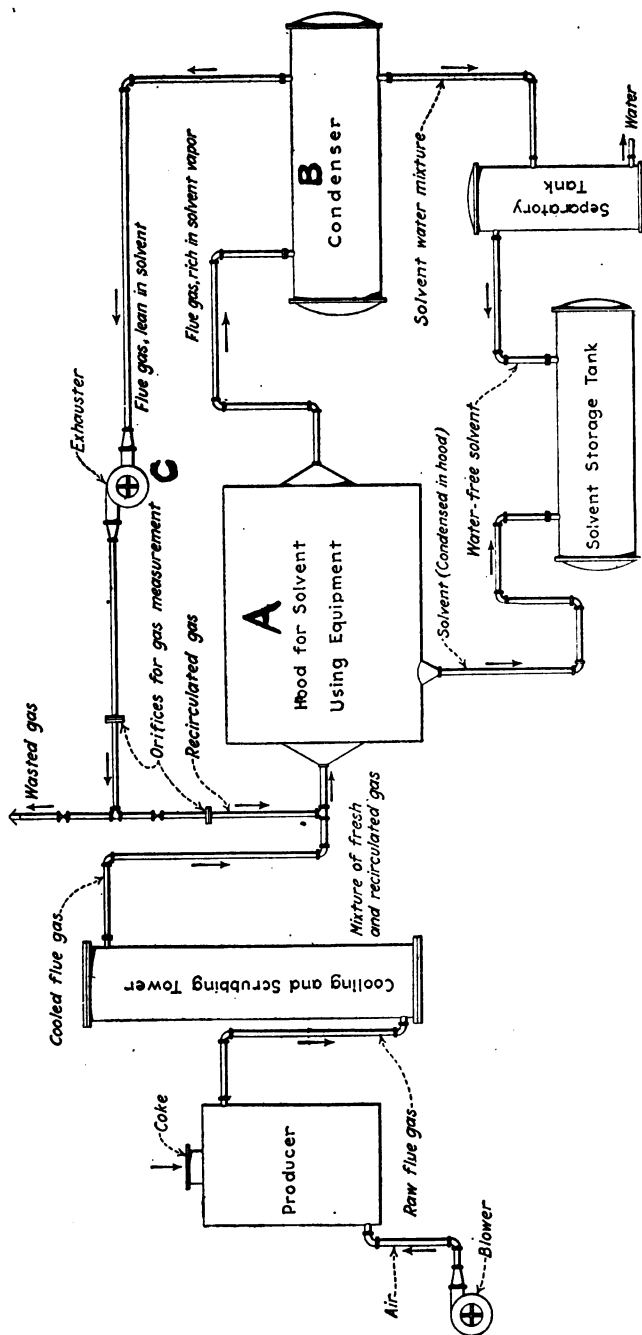 Wasted gas
Flue gas, lean in solvent
Exhauster
C
Orifices for gas measurement
Recirculated gas
Cooled flue gas
Cooling and Scrubbing Tower
Mixture of fresh
and recirculated gas
Coke
Producer
Raw flue gas
Air
Blower
A
Hood for Solvent
Using Equipment
Flue gas, rich in solvent vapor
B
Condenser
Solvent water mixture
Separatory
Tank
Water
Water-free solvent
Solvent (Condensed in hood)
Solvent Storage Tank